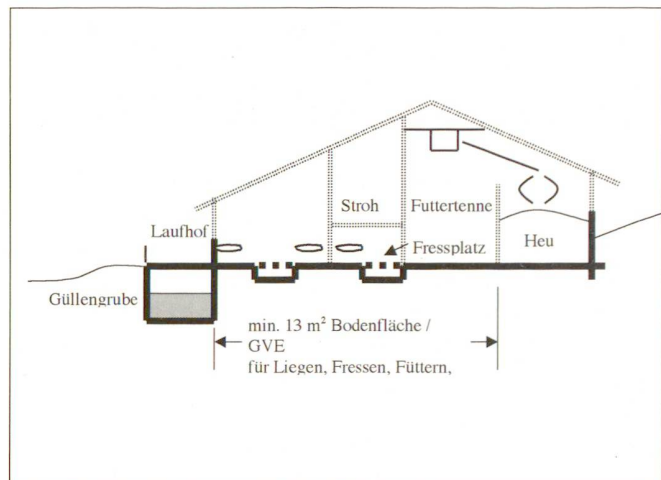 Stroh
Futtertenne
Laufhof
Fressplatz
Heu
Güllengrube
min. 13 m² Bodenfläche /
GVE
für Liegen, Fressen, Füttern,